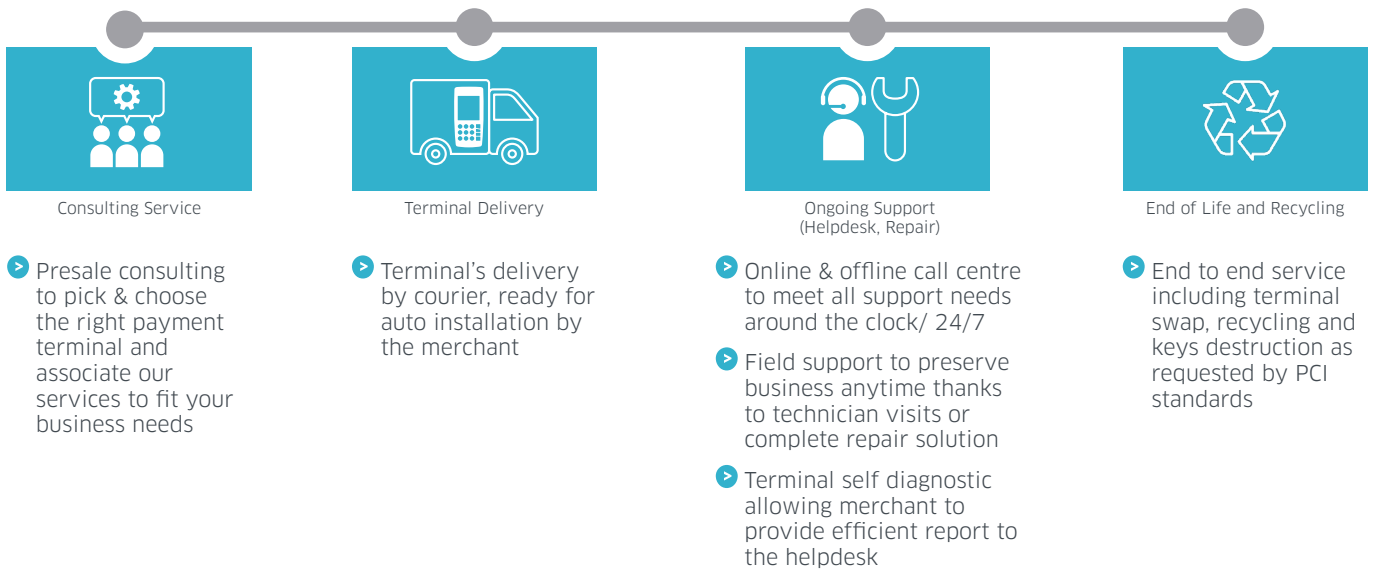 Consulting Service
Presale consulting
to pick & choose
the right payment
terminal and
associate our
services to fit your
business needs
Terminal Delivery
Terminal’s delivery
by courier, ready for
auto installation by
the merchant
Ongoing Support
(Helpdesk, Repair)
Online & offline call centre
to meet all support needs
around the clock/ 24/7
Field support to preserve
business anytime thanks
to technician visits or
complete repair solution
Terminal self diagnostic
allowing merchant to
provide efficient report to
the helpdesk
End of Life and Recycling
End to end service
including terminal
swap, recycling and
keys destruction as
requested by PCI
standards